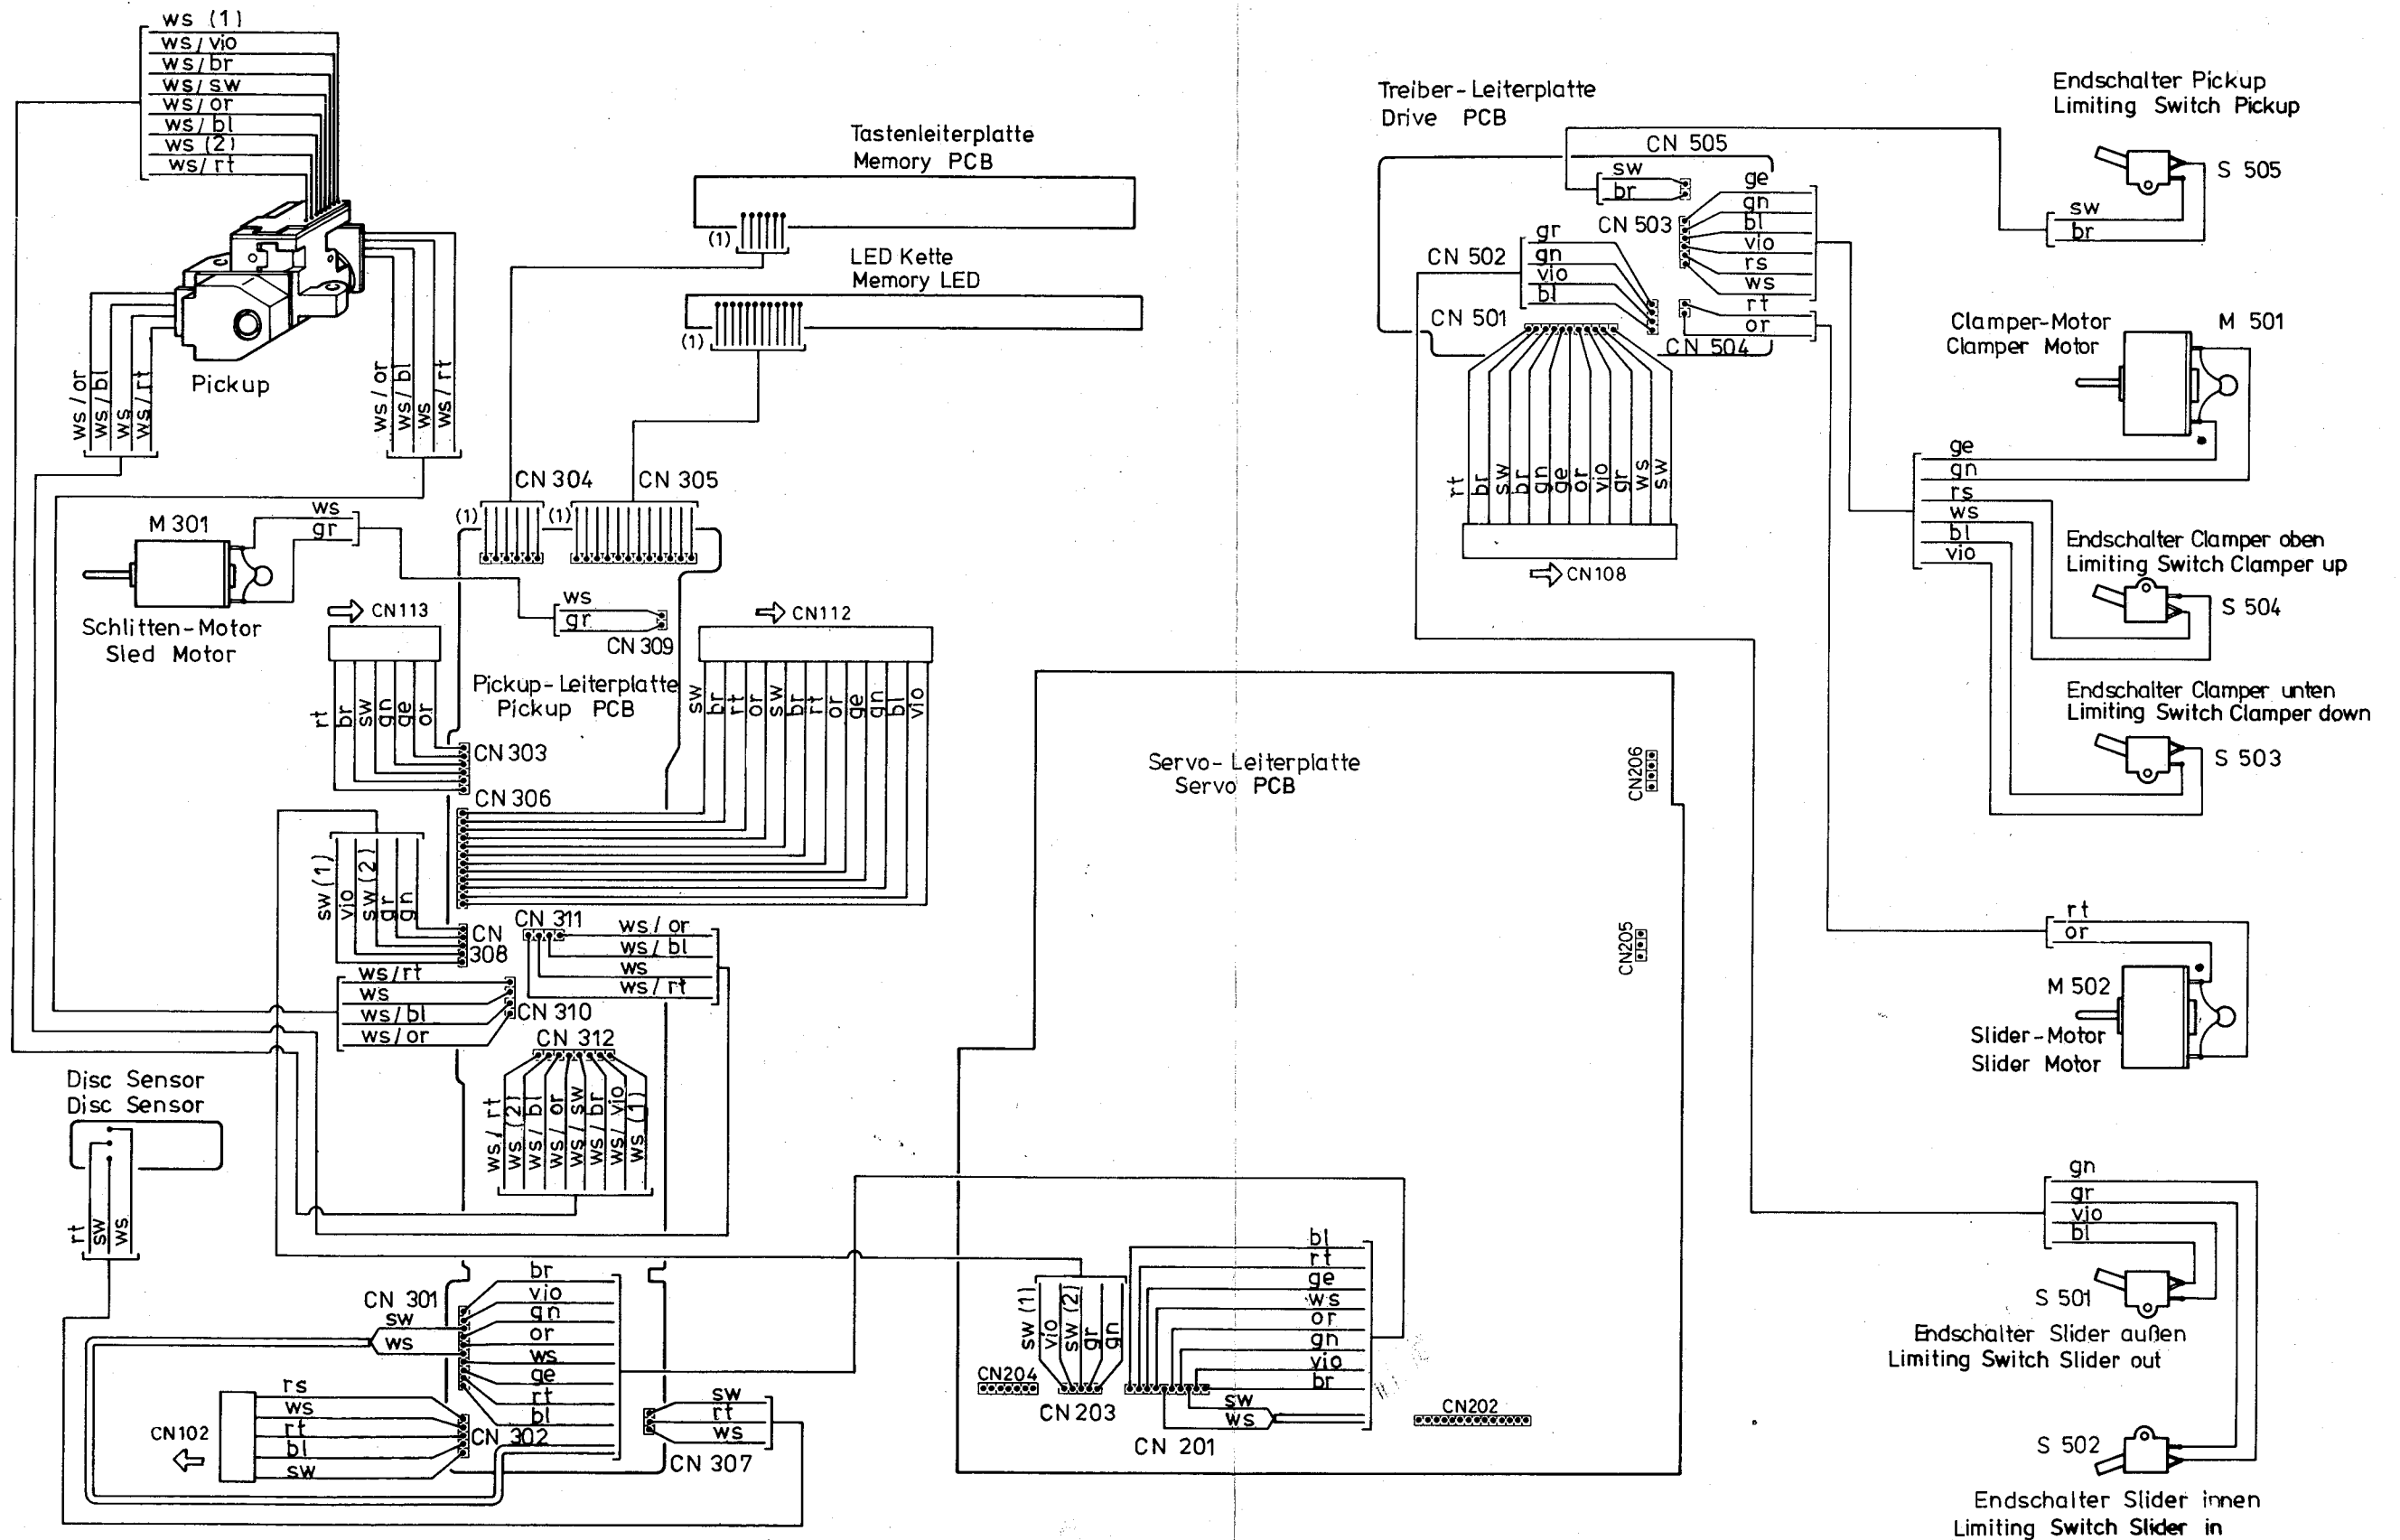 ws (1)
ws/vio
ws/br
ws/sw
ws/or
ws/bl
ws (2)
ws/rt
Pickup
ws/or
ws/bl
ws
ws/rt
ws/or
ws/bl
ws
ws/rt
Tastenleiterplatte
Memory PCB
(1)
LED Kette
Memory LED
(1)
CN 304
CN 305
(1)
(1)
M 301
ws
gr
Schlitten-Motor
Sled Motor
CN113
ws
gr
CN 309
CN112
Pickup-Leiterplatte
Pickup PCB
rt
br
sw
gn
ge
or
CN 303
sw
br
rt
or
sw
br
rt
or
ge
gn
bl
vio
CN 306
sw (1)
vio
sw (2)
gr
gn
CN
308
CN 311
ws/or
ws/bl
ws
ws/rt
ws/rt
ws
ws/bl
ws/or
CN 310
CN 312
ws/rt
ws (2)
ws/bl
ws/or
ws/sw
ws/br
ws/vio
ws (1)
Disc Sensor
Disc Sensor
rt
sw
ws
CN 301
sw
ws
br
vio
gn
or
ws
ge
rt
bl
CN102
rs
ws
rt
bl
sw
CN 302
sw
rt
ws
CN 307
Servo-Leiterplatte
Servo PCB
CN206
CN205
CN204
sw (1)
vio
sw (2)
gr
gn
CN 203
bl
rt
ge
ws
or
gn
vio
br
sw
ws
CN 201
CN202
Treiber-Leiterplatte
Drive PCB
CN 505
sw
br
CN 503
ge
gn
bl
vio
rs
ws
CN 502
gr
gn
vio
bl
CN 501
rt
or
CN 504
rt
br
sw
br
gn
ge
or
vio
gr
ws
sw
CN108
Endschalter Pickup
Limiting Switch Pickup
S 505
sw
br
Clamper-Motor
Clamper Motor
M 501
ge
gn
rs
ws
bl
vio
Endschalter Clamper oben
Limiting Switch Clamper up
S 504
Endschalter Clamper unten
Limiting Switch Clamper down
S 503
rt
or
M 502
Slider-Motor
Slider Motor
gn
gr
vio
bl
S 501
Endschalter Slider außen
Limiting Switch Slider out
S 502
Endschalter Slider innen
Limiting Switch Slider in